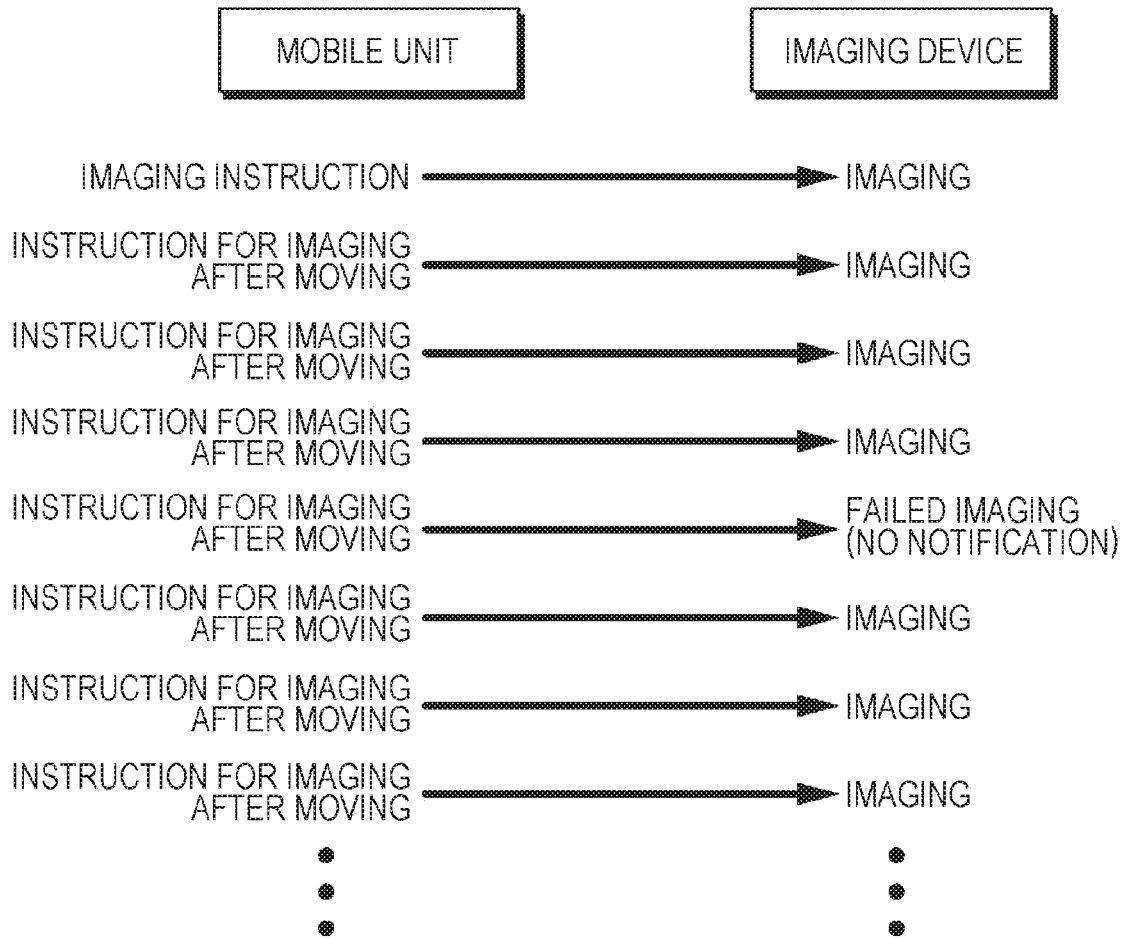 MOBILE UNIT
IMAGING DEVICE
IMAGING INSTRUCTION
IMAGING
INSTRUCTION FOR IMAGING
AFTER MOVING
IMAGING
INSTRUCTION FOR IMAGING
AFTER MOVING
IMAGING
INSTRUCTION FOR IMAGING
AFTER MOVING
IMAGING
INSTRUCTION FOR IMAGING
AFTER MOVING
FAILED IMAGING
(NO NOTIFICATION)
INSTRUCTION FOR IMAGING
AFTER MOVING
IMAGING
INSTRUCTION FOR IMAGING
AFTER MOVING
IMAGING
INSTRUCTION FOR IMAGING
AFTER MOVING
IMAGING